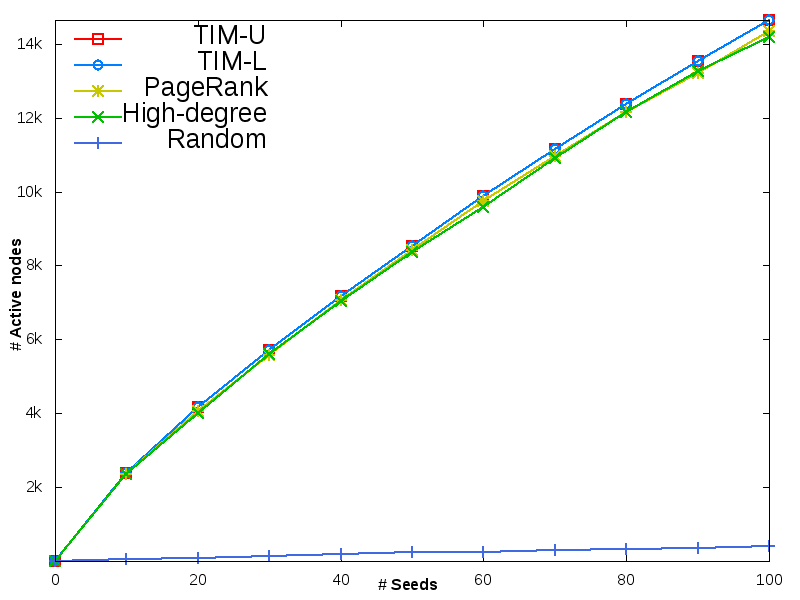 TIM-U
TIM-L
PageRank
High-degree
Random
14k
12k
10k
8k
6k
4k
2k
# Active nodes
0 20 40 60 80 100
# Seeds